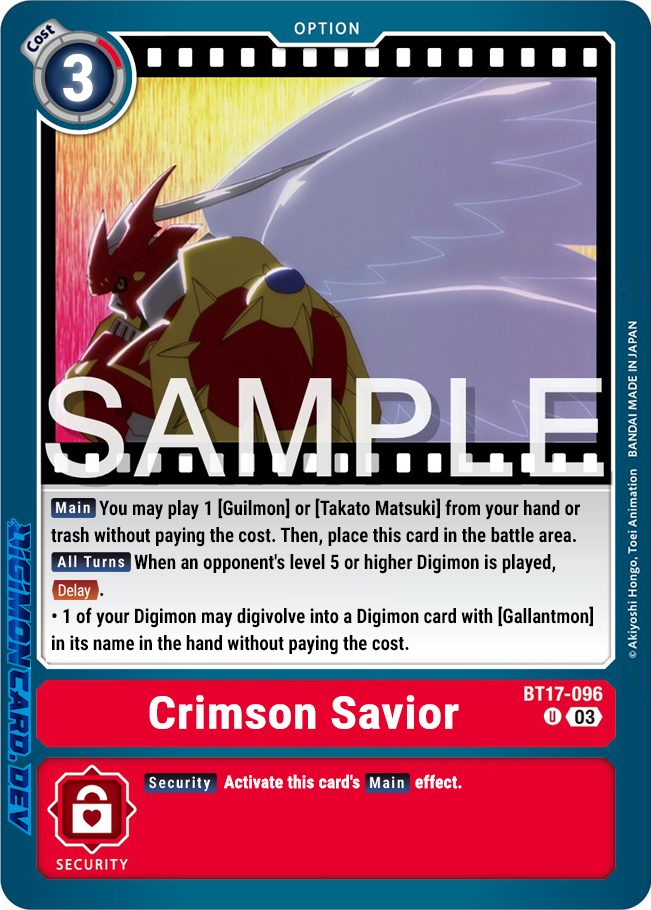 OPTION
Cost
3
SAMPLE
Main You may play 1 [Guilmon] or [Takato Matsuki] from your hand or
trash without paying the cost. Then, place this card in the battle area.
All Turns When an opponent's level 5 or higher Digimon is played,
Delay.
• 1 of your Digimon may digivolve into a Digimon card with [Gallantmon]
in its name in the hand without paying the cost.
© Akiyoshi Hongo, Toei Animation BANDAI MADE IN JAPAN
DIGIMONCARD.DEV
BT17-096
U 03
Crimson Savior
Security Activate this card's Main effect.
SECURITY